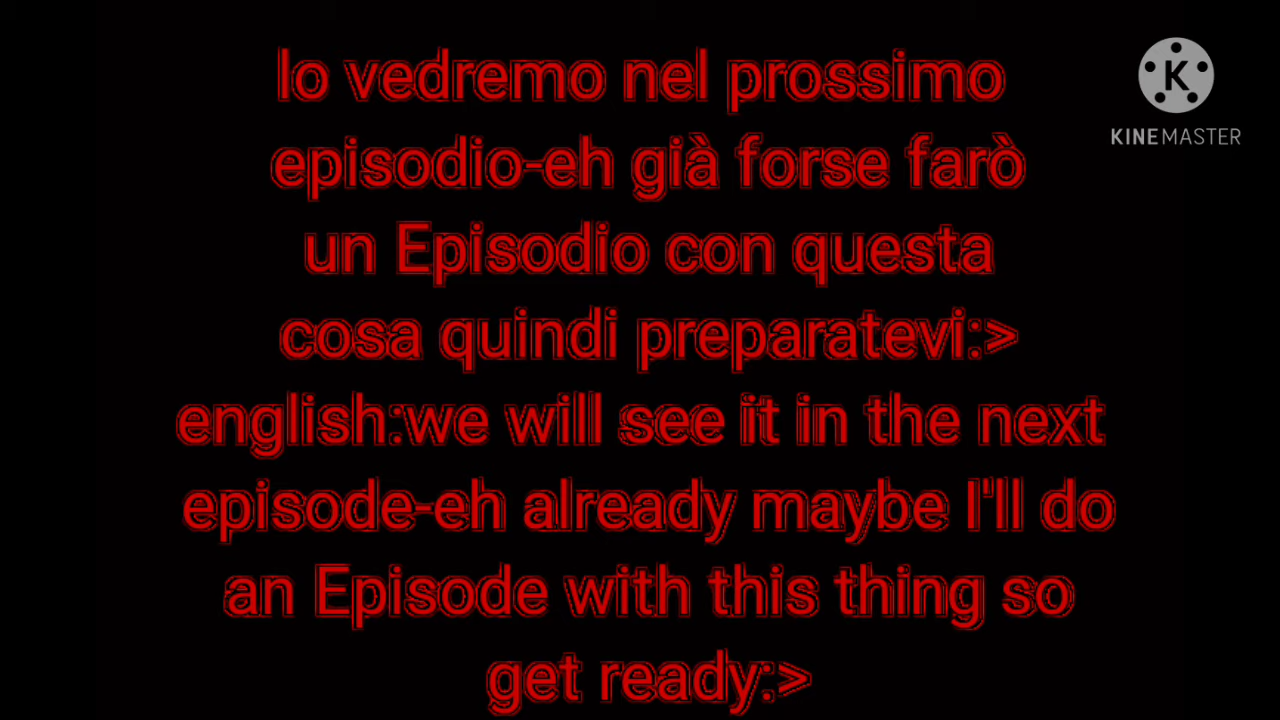 lo vedremo nel prossimo
episodio-eh già forse farò
un Episodio con questa
cosa quindi preparatevi:>
english:we will see it in the next
episode-eh already maybe I'll do
an Episode with this thing so
get ready:>
K
KINEMASTER